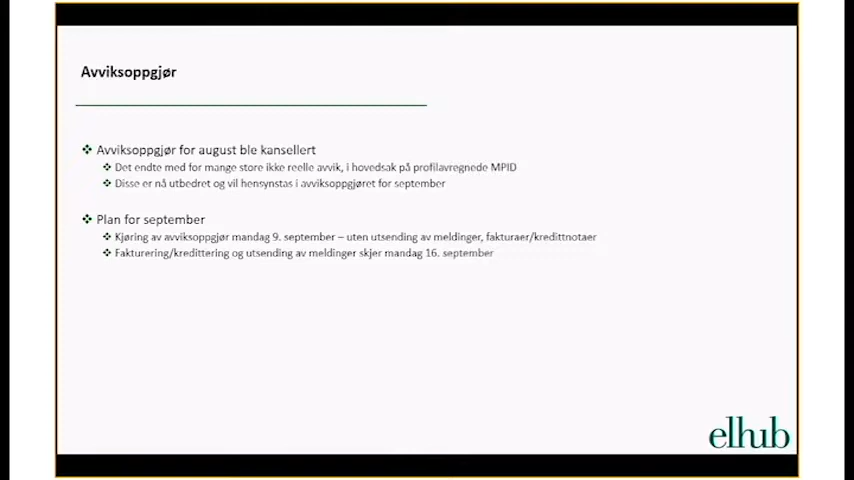 Avviksoppgjør
Avviksoppgjør for august ble kansellert
Det endte med for mange store ikke reelle avvik, i hovedsak på profilavregnede MPID
Disse er nå utbedret og vil hensynstas i avviksoppgjøret for september
Plan for september
Kjøring av avviksoppgjør mandag 9. september – uten utsending av meldinger, fakturaer/kredittnotaer
Fakturering/kredittering og utsending av meldinger skjer mandag 16. september
elhub